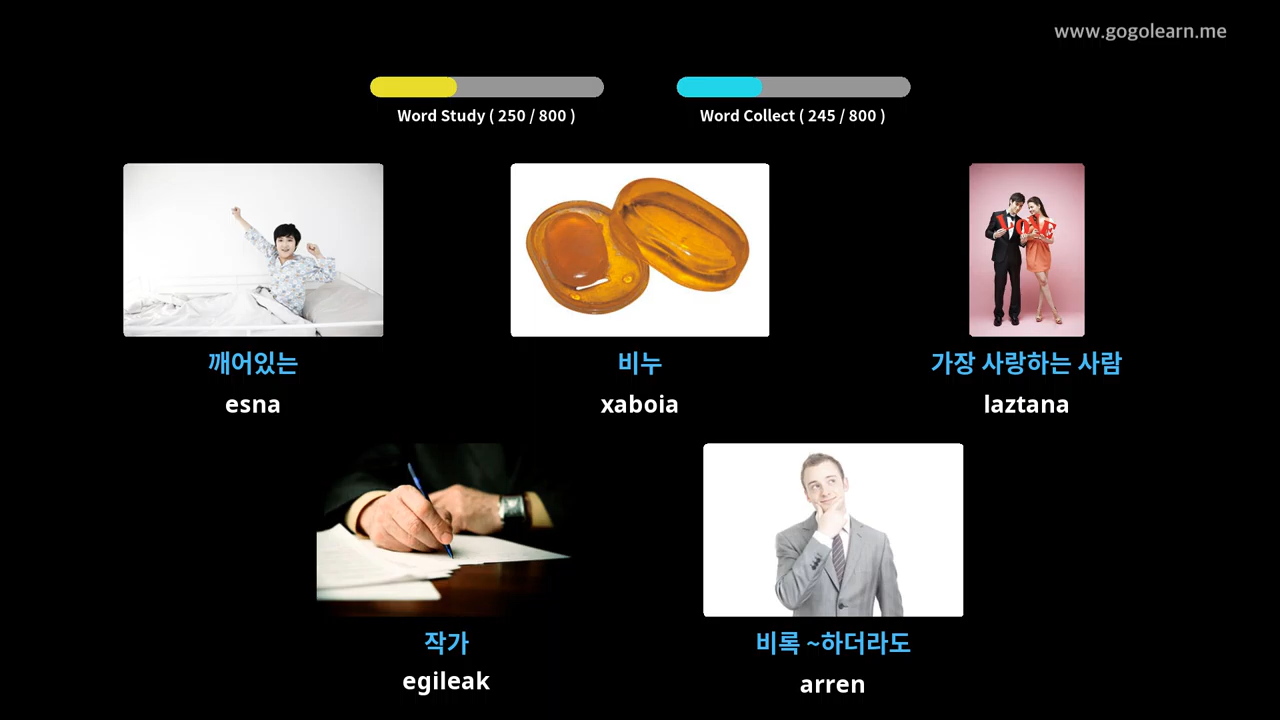 www.gogolearn.me
Word Study ( 250 / 800 )
Word Collect ( 245 / 800 )
LOVE
깨어있는
esna
비누
xaboia
가장 사랑하는 사람
laztana
작가
egileak
비록 ~하더라도
arren